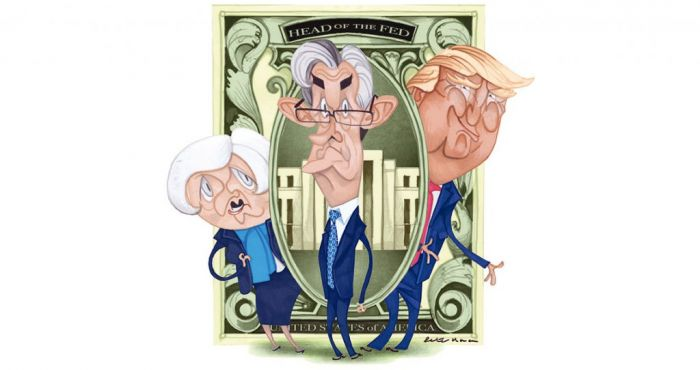 HEAD OF THE FED
UNITED STATES of AMERICA